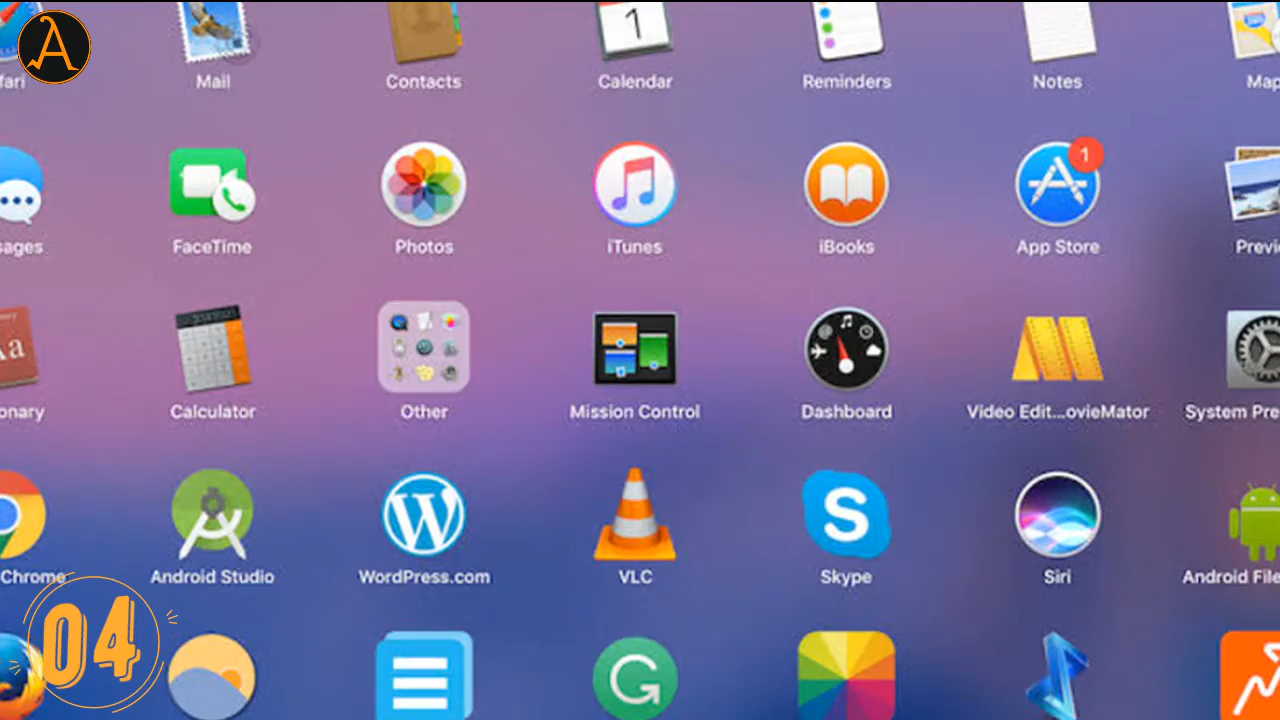 A
1
fari
Mail
Contacts
Calendar
Reminders
Notes
Map
1
sages
FaceTime
Photos
iTunes
iBooks
App Store
Previ
Aa
onary
Calculator
Other
Mission Control
Dashboard
Video Edit...ovieMator
System Pre
W
S
Chrome
Android Studio
WordPress.com
VLC
Skype
Siri
Android File
04
G